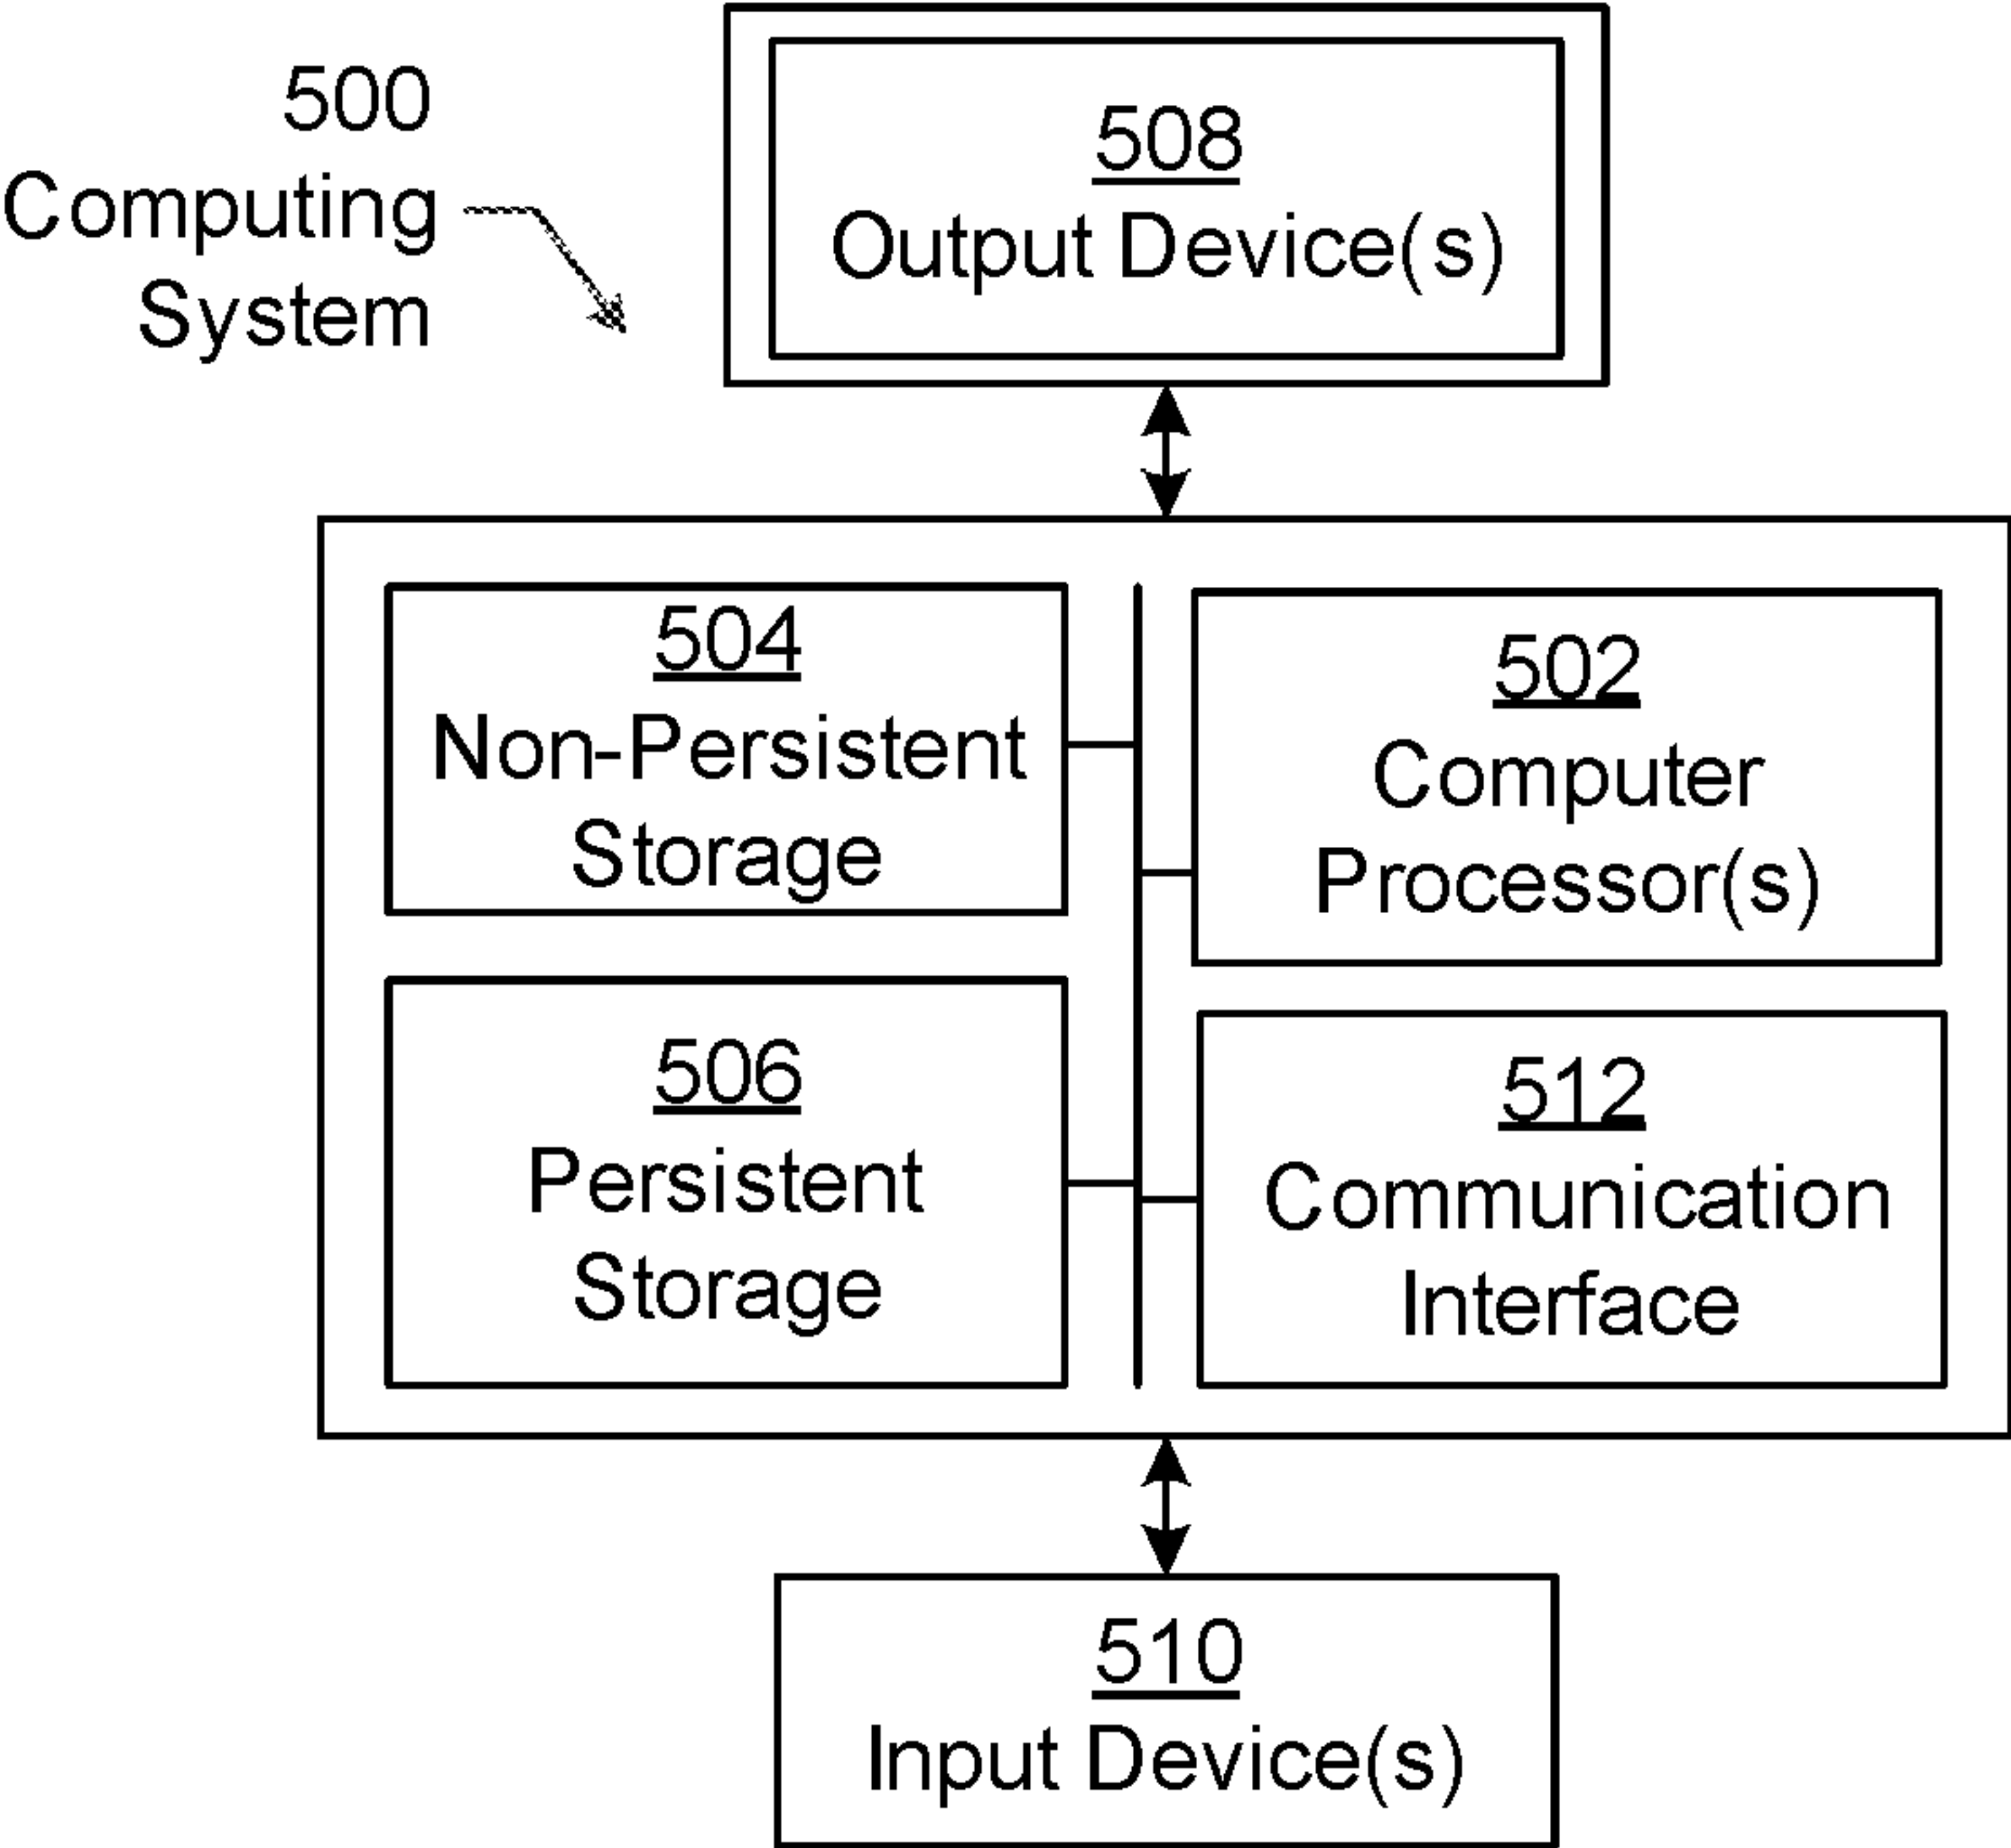 500
Computing
System
508
Output Device(s)
504
Non-Persistent
Storage
502
Computer
Processor(s)
506
Persistent
Storage
512
Communication
Interface
510
Input Device(s)